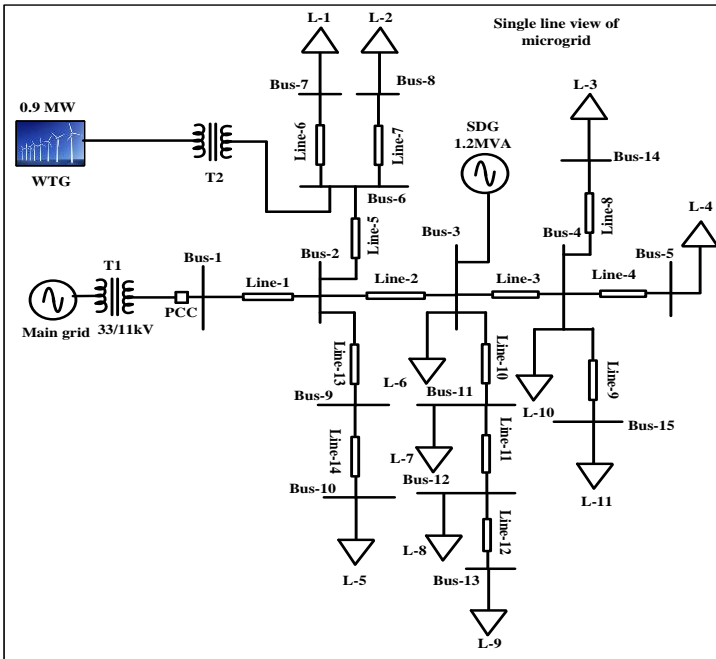 Single line view of
microgrid
L-1
L-2
Bus-7
Bus-8
L-3
0.9 MW
WTG
T2
Line-6
Line-7
SDG
1.2MVA
Bus-14
Bus-6
Line-8
L-4
Line-5
Bus-3
Bus-4
Bus-5
Bus-2
T1
Bus-1
Line-1
Line-2
Line-3
Line-4
PCC
Main grid
33/11kV
Line-13
L-6
Line-10
Line-9
Bus-9
Bus-11
L-10
Bus-15
Line-14
L-7
Line-11
Bus-10
Bus-12
L-11
L-5
L-8
Line-12
Bus-13
L-9